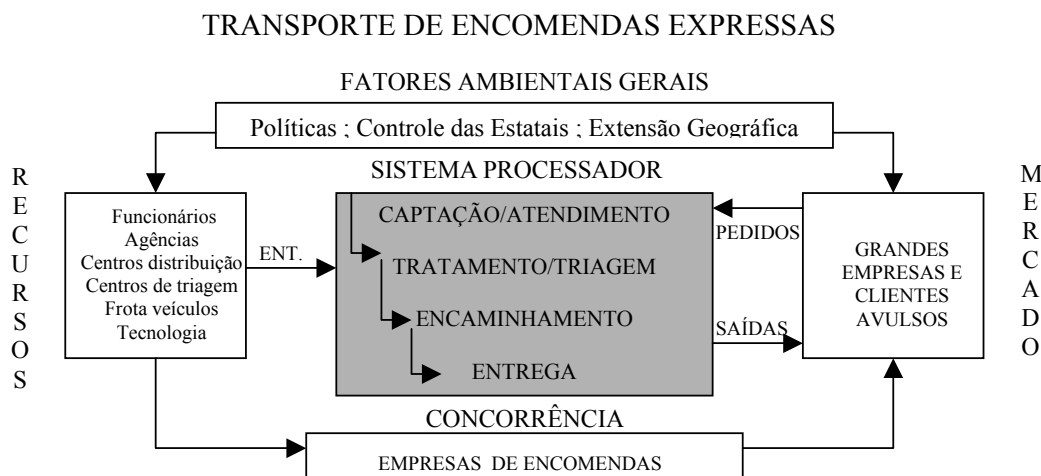 TRANSPORTE DE ENCOMENDAS EXPRESSAS
FATORES AMBIENTAIS GERAIS
Políticas ; Controle das Estatais ; Extensão Geográfica
SISTEMA PROCESSADOR
RECURSOS
Funcionários
Agências
Centros distribuição
Centros de triagem
Frota veículos
Tecnologia
ENT.
CAPTAÇÃO/ATENDIMENTO
TRATAMENTO/TRIAGEM
ENCAMINHAMENTO
ENTREGA
PEDIDOS
SAÍDAS
GRANDES
EMPRESAS E
CLIENTES
AVULSOS
MERCADO
CONCORRÊNCIA
EMPRESAS DE ENCOMENDAS